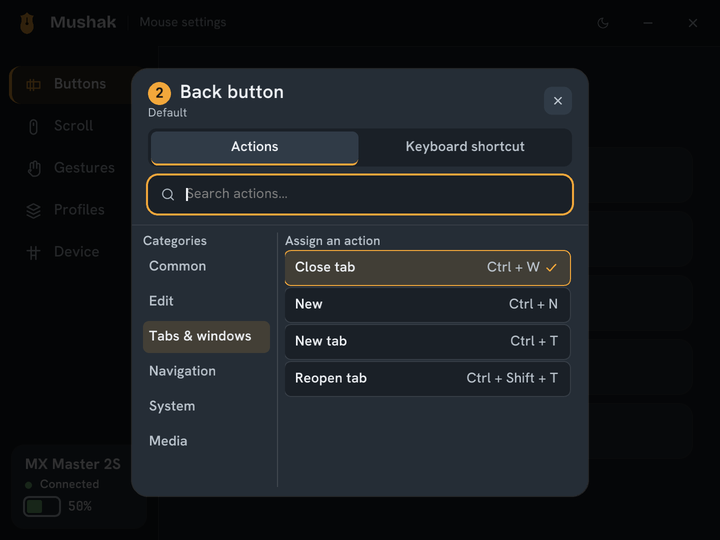 Mushak Mouse settings
Buttons
Scroll
Gestures
Profiles
Device
MX Master 2S
Connected
50%
2 Back button
Default
Actions Keyboard shortcut
Search actions...
Categories
Common
Edit
Tabs & windows
Navigation
System
Media
Assign an action
Close tab Ctrl + W
New Ctrl + N
New tab Ctrl + T
Reopen tab Ctrl + Shift + T